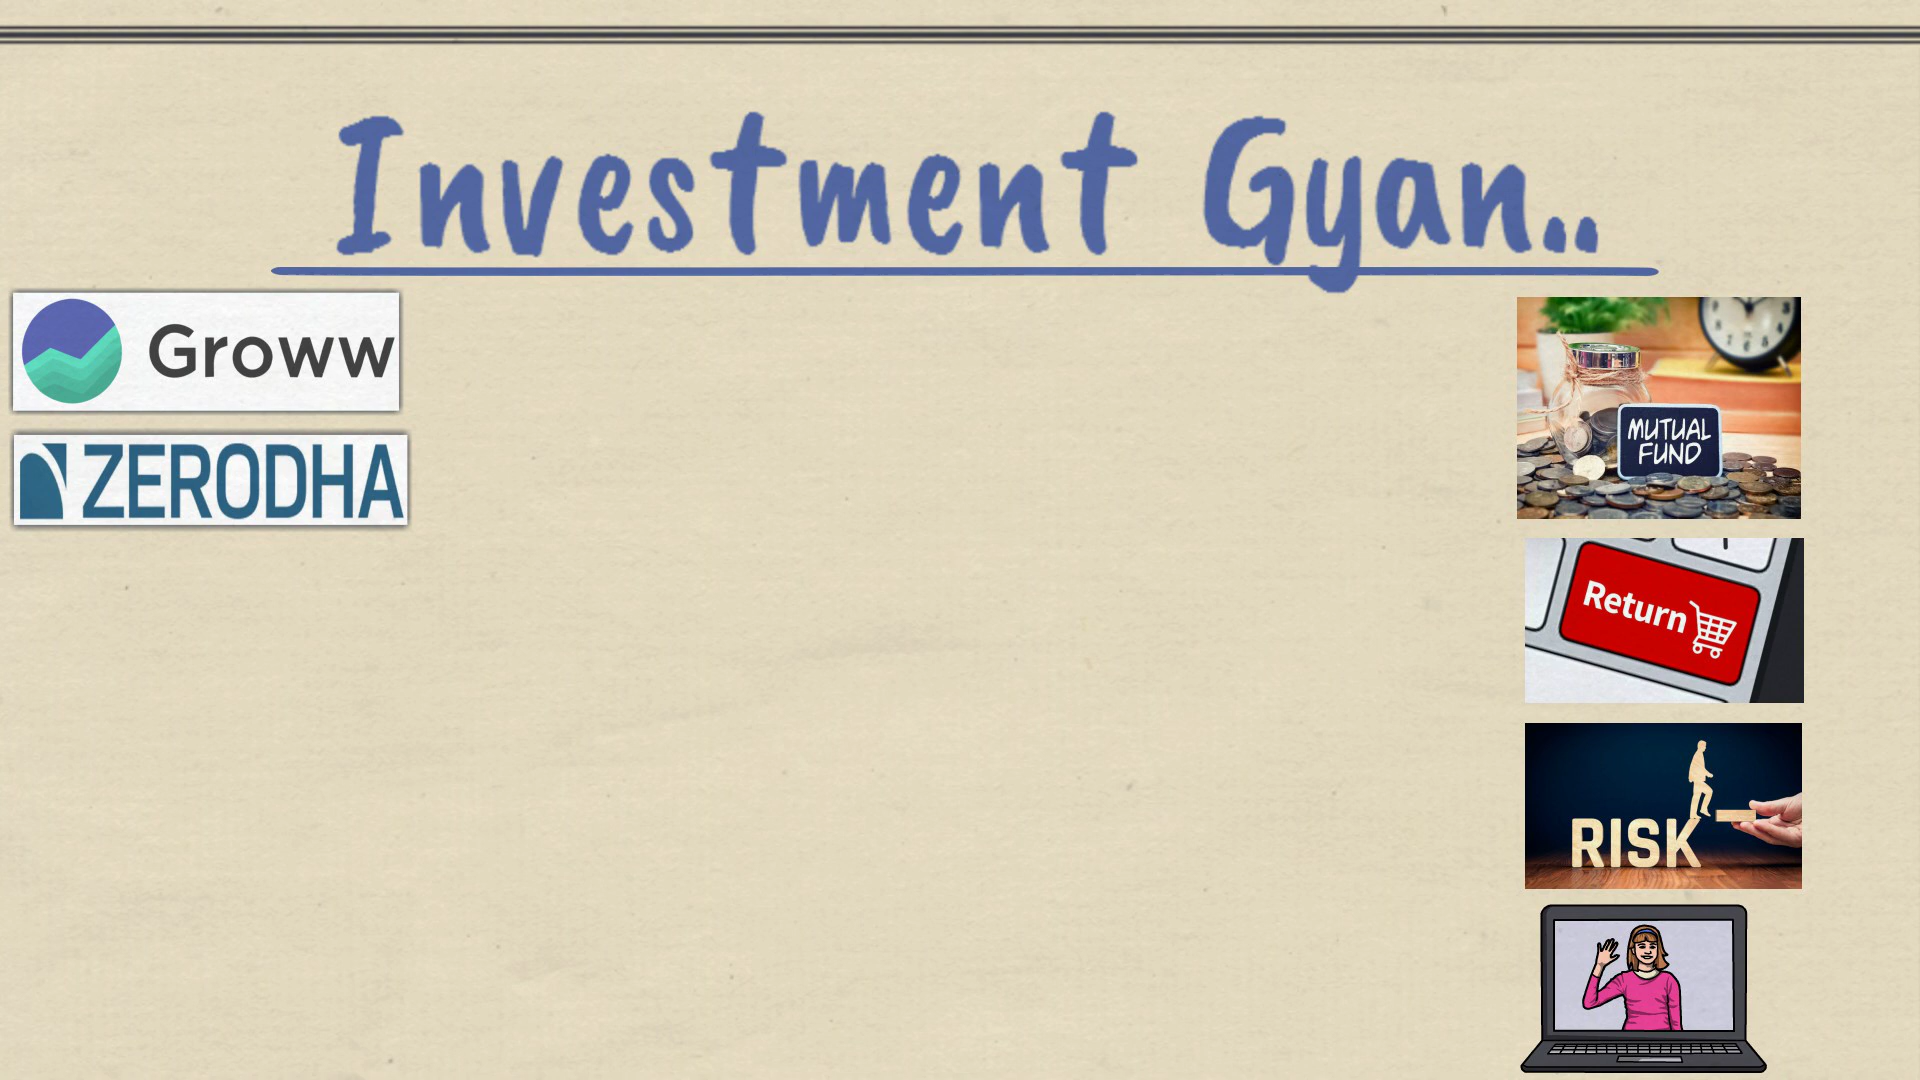 Investment Gyan..
Groww
ZERODHA
MUTUAL
FUND
Return
RISK